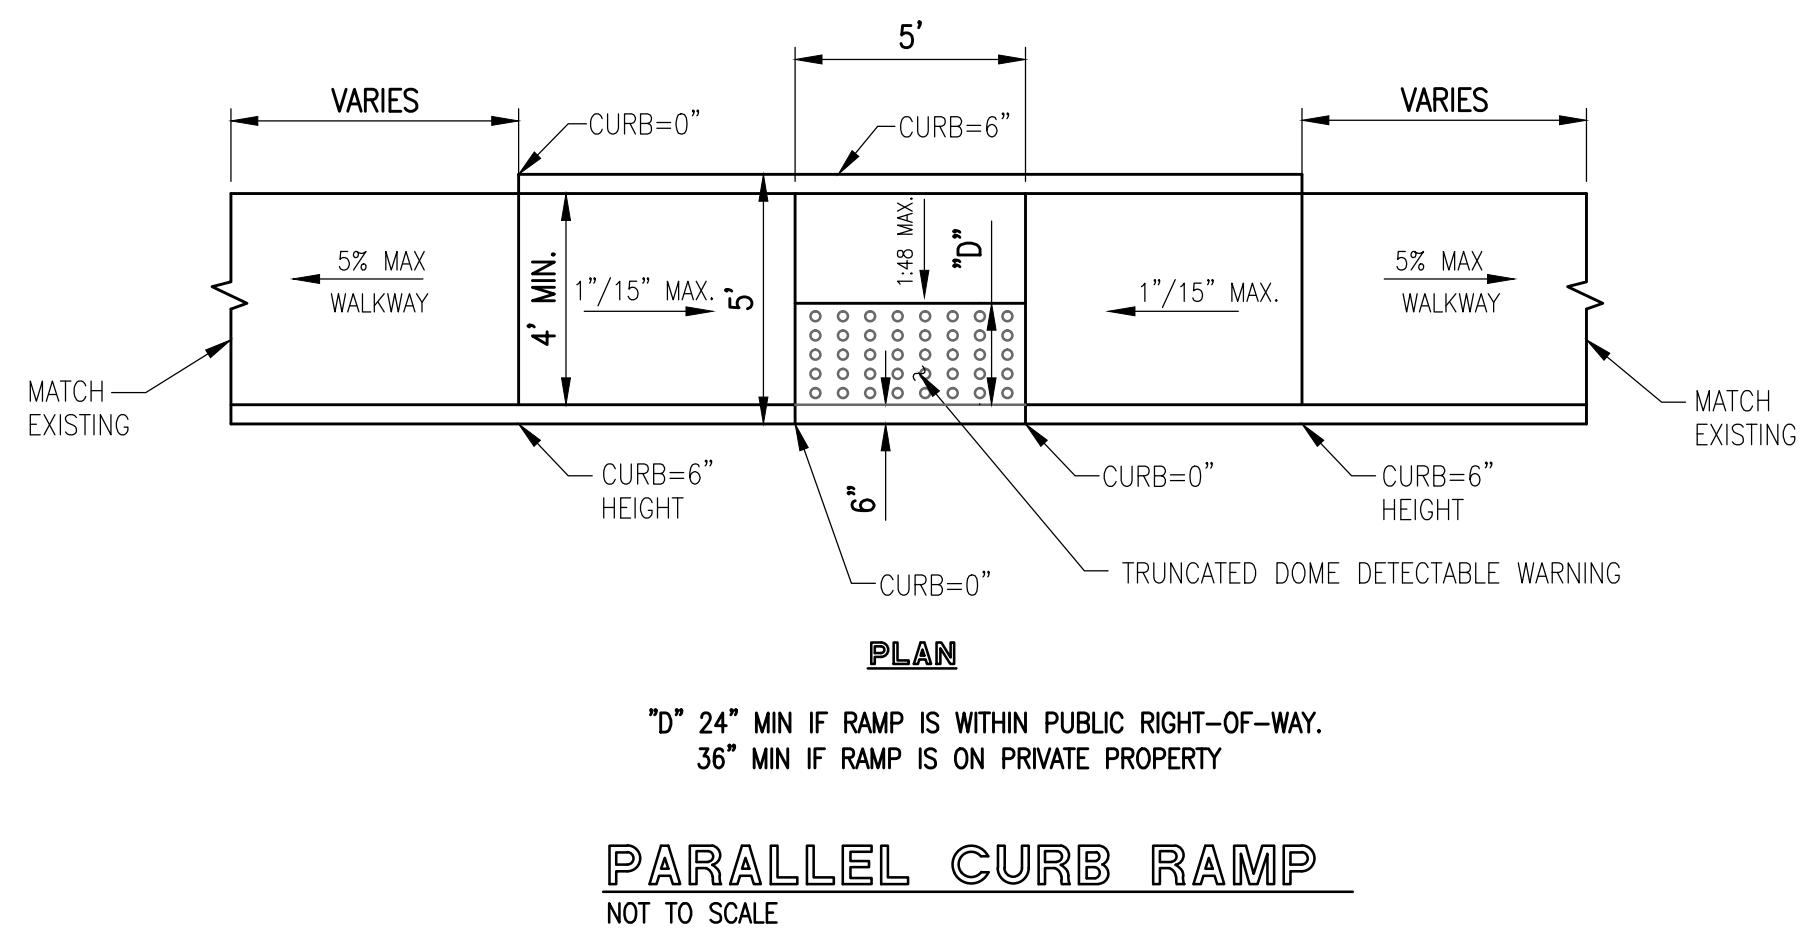 5'
VARIES
VARIES
CURB=0"
CURB=6"
5% MAX
WALKWAY
4' MIN.
1"/15" MAX.
5'
1:48 MAX.
"D"
1"/15" MAX.
5% MAX
WALKWAY
MATCH
EXISTING
MATCH
EXISTING
CURB=6"
HEIGHT
6"
CURB=0"
CURB=6"
HEIGHT
CURB=0"
TRUNCATED DOME DETECTABLE WARNING
PLAN
"D" 24" MIN IF RAMP IS WITHIN PUBLIC RIGHT-OF-WAY.
36" MIN IF RAMP IS ON PRIVATE PROPERTY
PARALLEL CURB RAMP
NOT TO SCALE